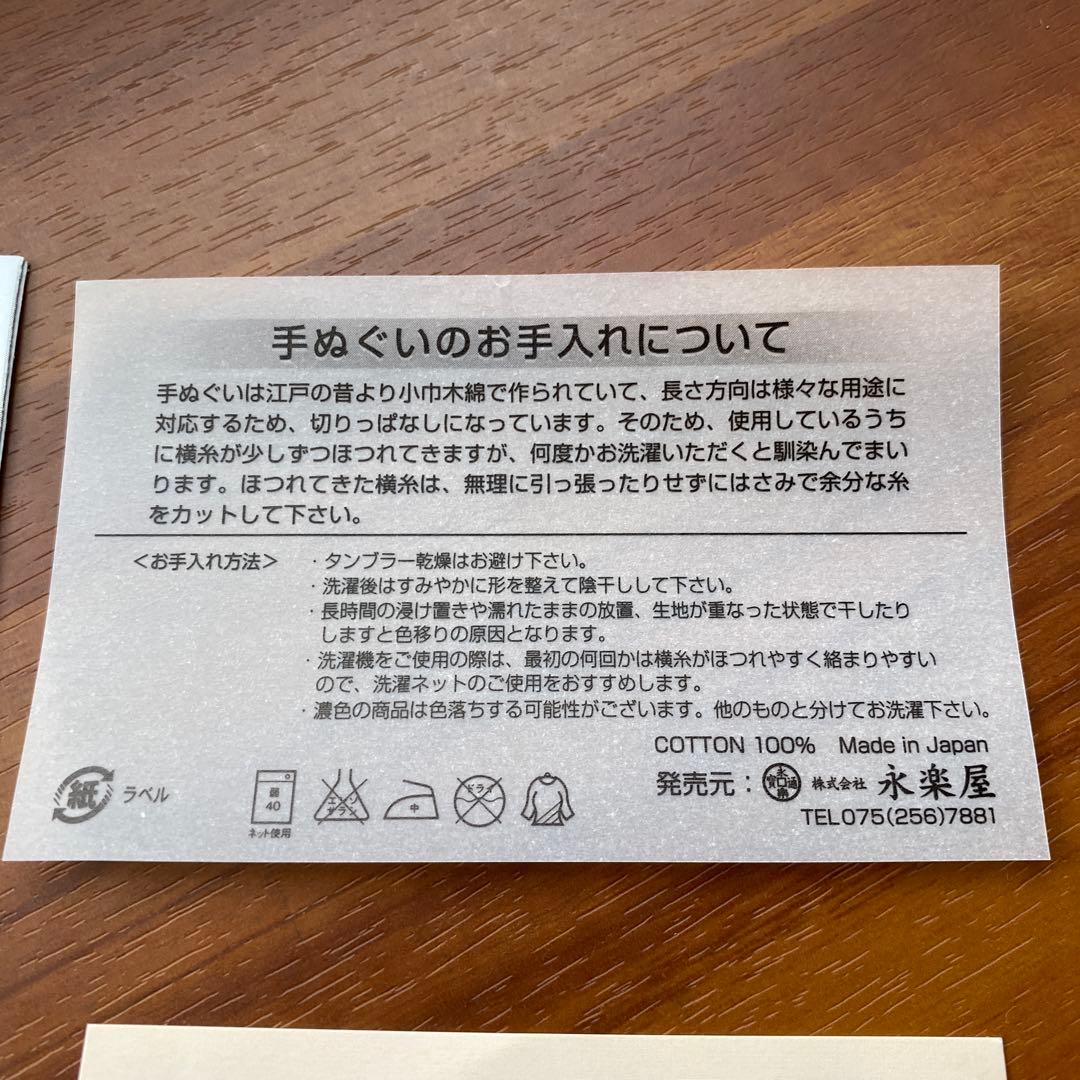 手ぬぐいのお手入れについて
手ぬぐいは江戸の昔より小巾木綿で作られていて、長さ方向は様々な用途に
対応するため、切りっぱなしになっています。そのため、使用しているうち
に横糸が少しずつほつれてきますが、何度かお洗濯いただくと馴染んでまい
ります。ほつれてきた横糸は、無理に引っ張ったりせずにはさみで余分な糸
をカットして下さい。
＜お手入れ方法＞ ・タンブラー乾燥はお避け下さい。
・洗濯後はすみやかに形を整えて陰干しして下さい。
・長時間の浸け置きや濡れたままの放置、生地が重なった状態で干したり
しますと色移りの原因となります。
・洗濯機をご使用の際は、最初の何回かは横糸がほつれやすく絡まりやすい
ので、洗濯ネットのご使用をおすすめします。
・濃色の商品は色落ちする可能性がございます。他のものと分けてお洗濯下さい。
COTTON 100% Made in Japan
紙 ラベル
弱
40
ネット使用
エンソ
サラシ
中
ドライ
発売元： 株式会社 永楽屋
TEL075(256)7881